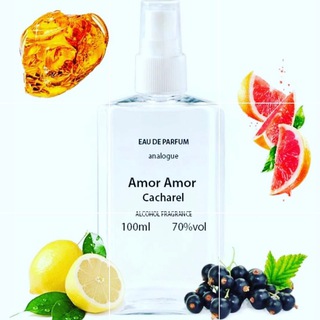 EAU DE PARFUM
analogue
Amor Amor
Cacharel
ALCOHOL FRAGRANCE
100ml 70%vol